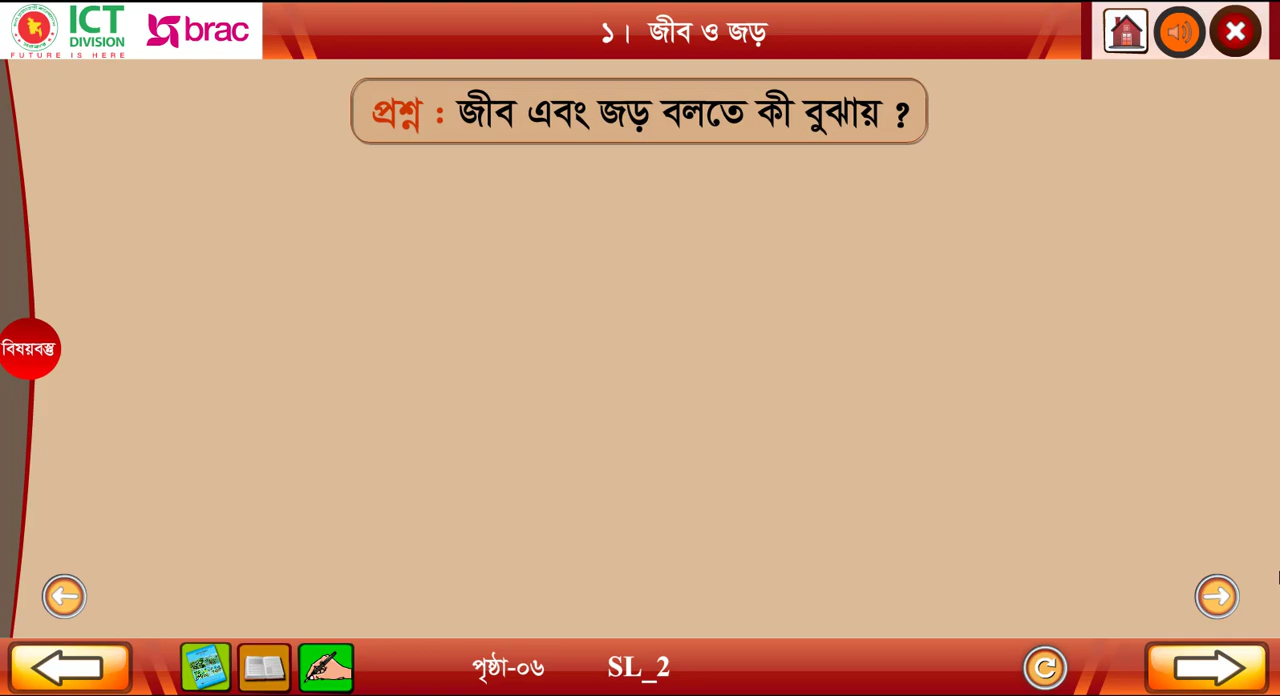 ICT
DIVISION
FUTURE IS HERE
brac
১। জীব ও জড়
প্রশ্ন : জীব এবং জড় বলতে কী বুঝায় ?
বিষয়বস্তু
পৃষ্ঠা-০৬
SL_2